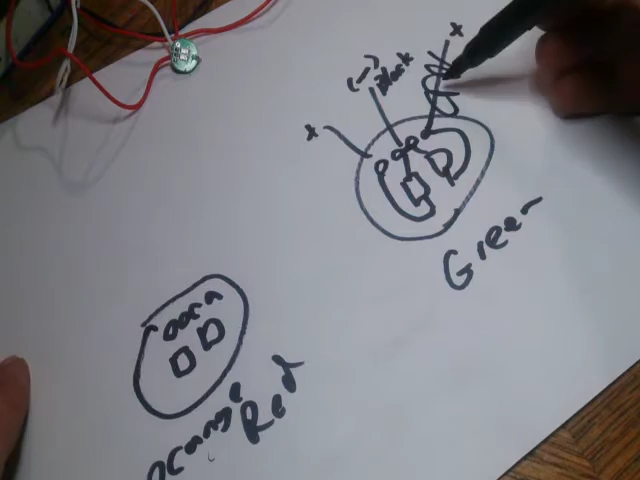 +
(-)
Black
+
Green
Orange
Red